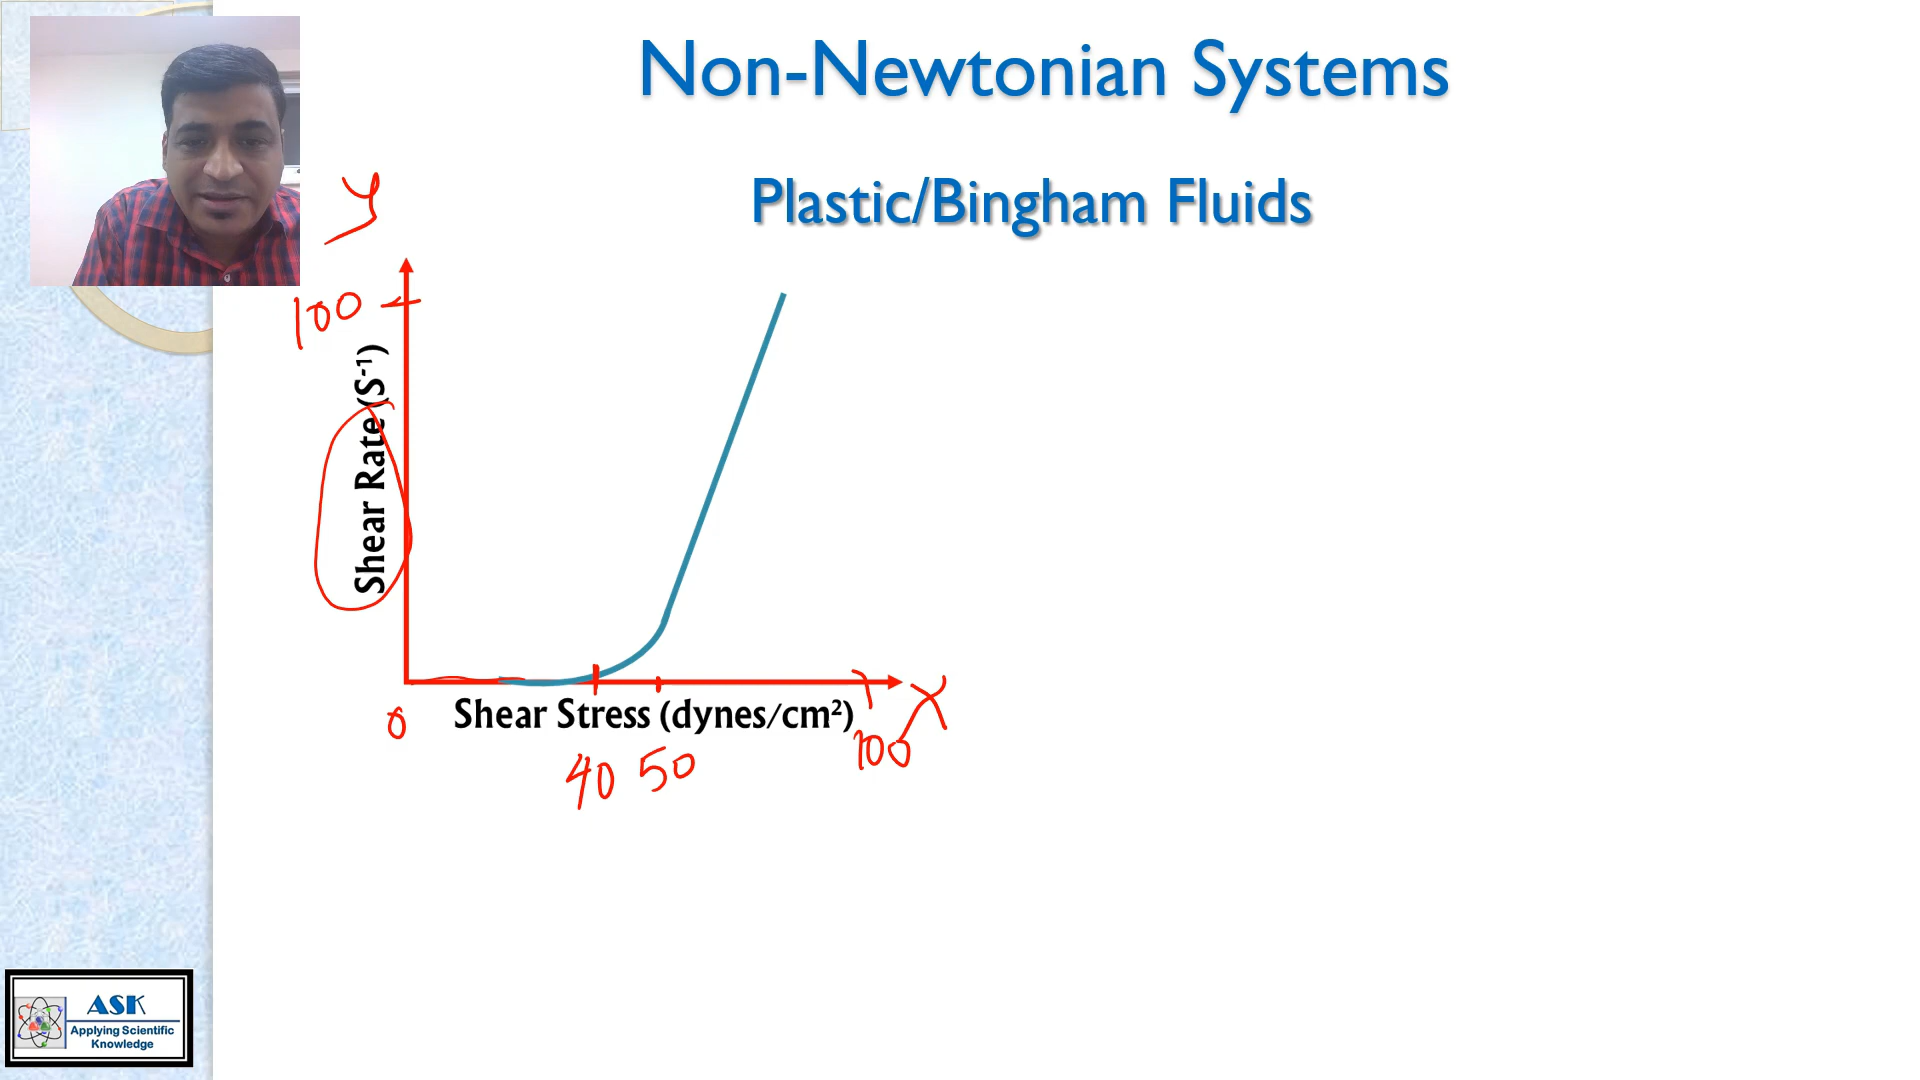 Non-Newtonian Systems
Plastic/Bingham Fluids
Y
100
Shear Rate (S⁻¹)
0
Shear Stress (dynes/cm²)
X
40 50
100
ASK
Applying Scientific
Knowledge